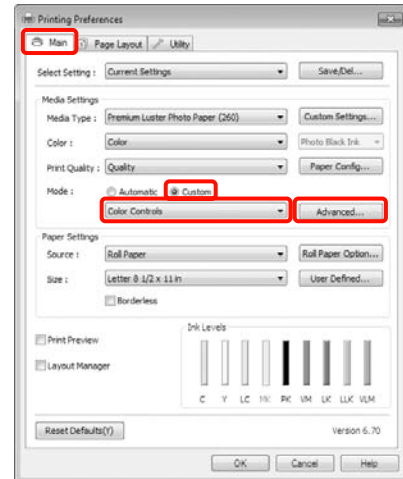 Printing Preferences
Main Page Layout Utility
Select Setting : Current Settings Save/Del...
Media Settings
Media Type : Premium Luster Photo Paper (260) Custom Settings...
Color : Color Photo Black Ink
Print Quality : Quality Paper Config...
Mode : Automatic Custom
Color Controls Advanced...
Paper Settings
Source : Roll Paper Roll Paper Option...
Size : Letter 8 1/2 x 11 in User Defined...
Borderless
Print Preview
Layout Manager
Ink Levels
C Y LC MK PK VM LK LLK VLM
Reset Defaults(Y) Version 6.70
OK Cancel Help